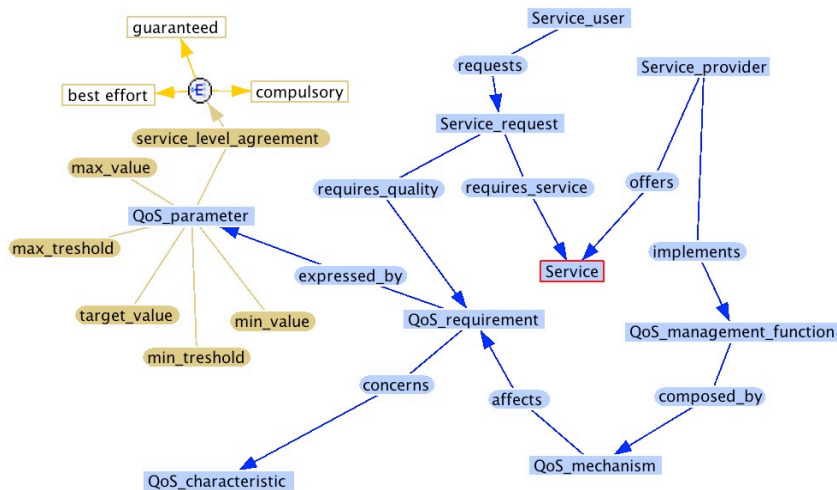 Service_user
guaranteed
requests
Service_provider
best effort
compulsory
Service_request
service_level_agreement
max_value
requires_quality
requires_service
offers
QoS_parameter
max_treshold
implements
expressed_by
Service
target_value
min_value
QoS_requirement
QoS_management_function
min_treshold
concerns
affects
composed_by
QoS_characteristic
QoS_mechanism